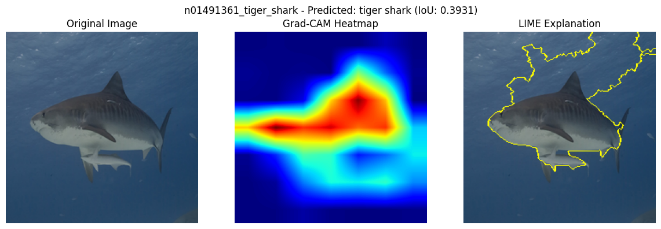 n01491361_tiger_shark - Predicted: tiger shark (IoU: 0.3931)
Original Image
Grad-CAM Heatmap
LIME Explanation